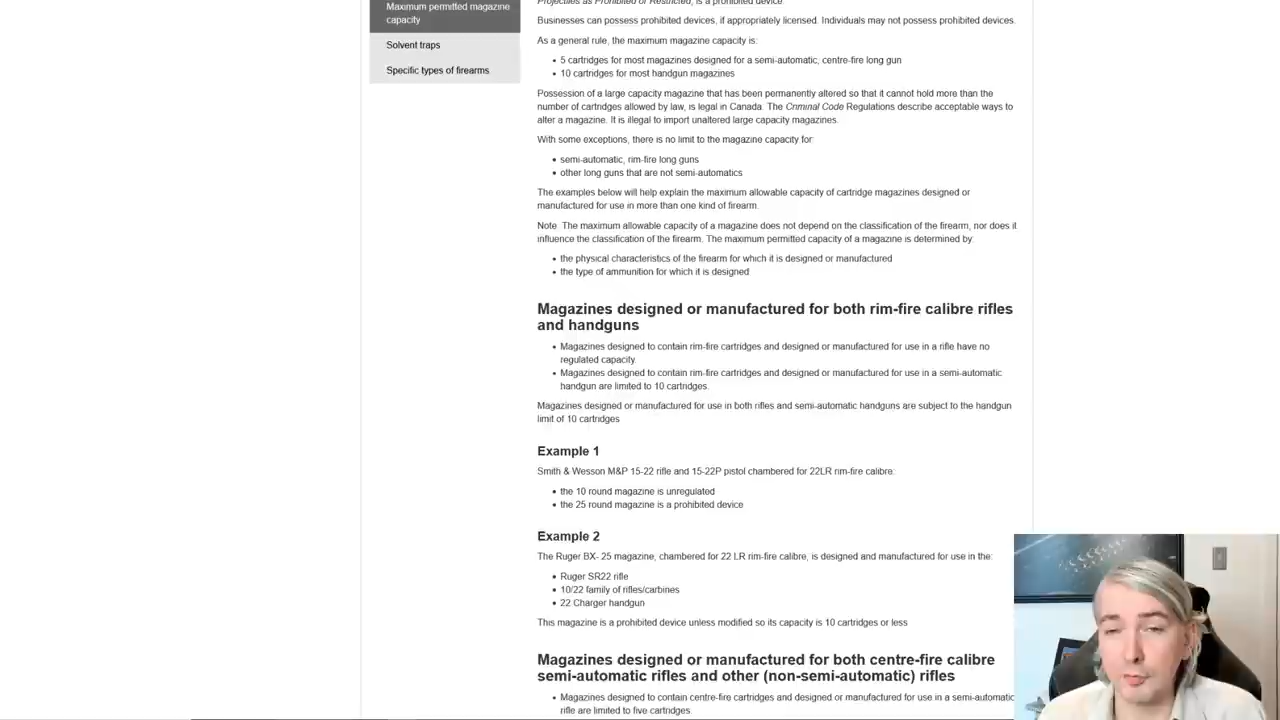 Maximum permitted magazine
capacity
Solvent traps
Specific types of firearms
Projectiles as Prohibited or Restricted, is a prohibited device.
Businesses can possess prohibited devices, if appropriately licensed. Individuals may not possess prohibited devices.
As a general rule, the maximum magazine capacity is:
5 cartridges for most magazines designed for a semi-automatic, centre-fire long gun
10 cartridges for most handgun magazines
Possession of a large capacity magazine that has been permanently altered so that it cannot hold more than the
number of cartridges allowed by law, is legal in Canada. The Criminal Code Regulations describe acceptable ways to
alter a magazine. It is illegal to import unaltered large capacity magazines.
With some exceptions, there is no limit to the magazine capacity for:
semi-automatic, rim-fire long guns
other long guns that are not semi-automatics
The examples below will help explain the maximum allowable capacity of cartridge magazines designed or
manufactured for use in more than one kind of firearm.
Note: The maximum allowable capacity of a magazine does not depend on the classification of the firearm, nor does it
influence the classification of the firearm. The maximum permitted capacity of a magazine is determined by:
the physical characteristics of the firearm for which it is designed or manufactured
the type of ammunition for which it is designed
Magazines designed or manufactured for both rim-fire calibre rifles
and handguns
Magazines designed to contain rim-fire cartridges and designed or manufactured for use in a rifle have no
regulated capacity.
Magazines designed to contain rim-fire cartridges and designed or manufactured for use in a semi-automatic
handgun are limited to 10 cartridges.
Magazines designed or manufactured for use in both rifles and semi-automatic handguns are subject to the handgun
limit of 10 cartridges
Example 1
Smith & Wesson M&P 15-22 rifle and 15-22P pistol chambered for 22LR rim-fire calibre:
the 10 round magazine is unregulated
the 25 round magazine is a prohibited device
Example 2
The Ruger BX- 25 magazine, chambered for 22 LR rim-fire calibre, is designed and manufactured for use in the:
Ruger SR22 rifle
10/22 family of rifles/carbines
22 Charger handgun
This magazine is a prohibited device unless modified so its capacity is 10 cartridges or less
Magazines designed or manufactured for both centre-fire calibre
semi-automatic rifles and other (non-semi-automatic) rifles
Magazines designed to contain centre-fire cartridges and designed or manufactured for use in a semi-automatic
rifle are limited to five cartridges.